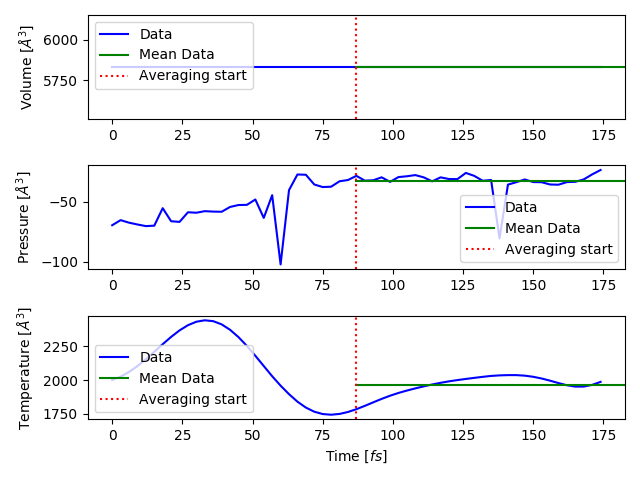 Volume [Å³]
6000
5750
Data
Mean Data
Averaging start
0 25 50 75 100 125 150 175
Pressure [Å³]
−50
−100
Data
Mean Data
Averaging start
0 25 50 75 100 125 150 175
Temperature [Å³]
2250
2000
1750
Data
Mean Data
Averaging start
0 25 50 75 100 125 150 175
Time [fs]